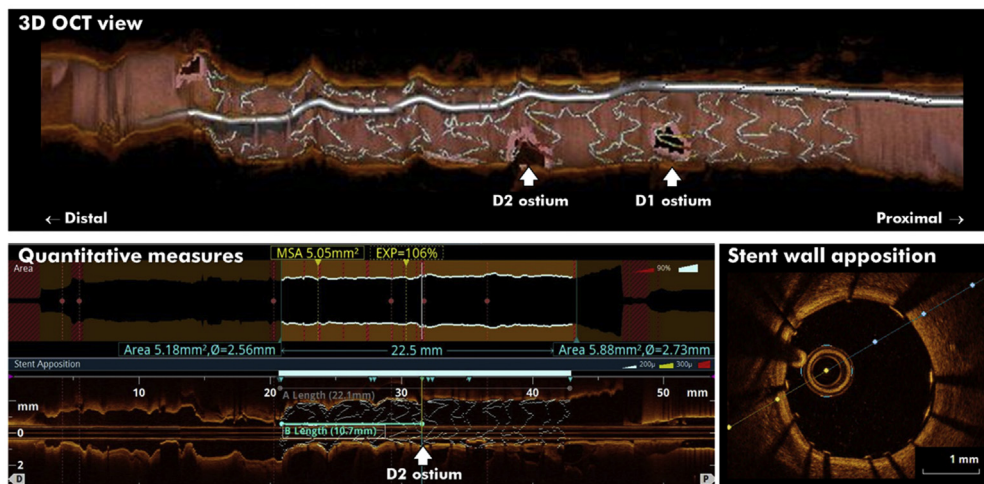 3D OCT view
D2 ostium
D1 ostium
← Distal
Proximal →
Quantitative measures
MSA 5.05mm²
EXP=106%
Area
90%
Area 5.18mm²,Ø=2.56mm
22.5 mm
Area 5.88mm²,Ø=2.73mm
Stent Apposition
200μ
300μ
mm
10
20
30
40
50
mm
A Length (22.1mm)
0
B Length (10.7mm)
2
D2 ostium
D
P
Stent wall apposition
1 mm